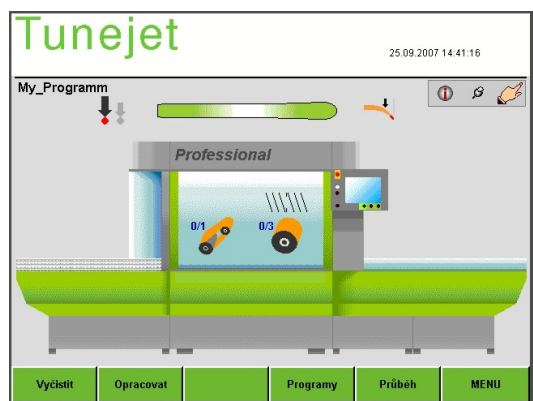 Tunejet
25.09.2007 14:41:16
My_Programm
Professional
0/1 0/3
Vyčistit Opracovat Programy Průběh MENU